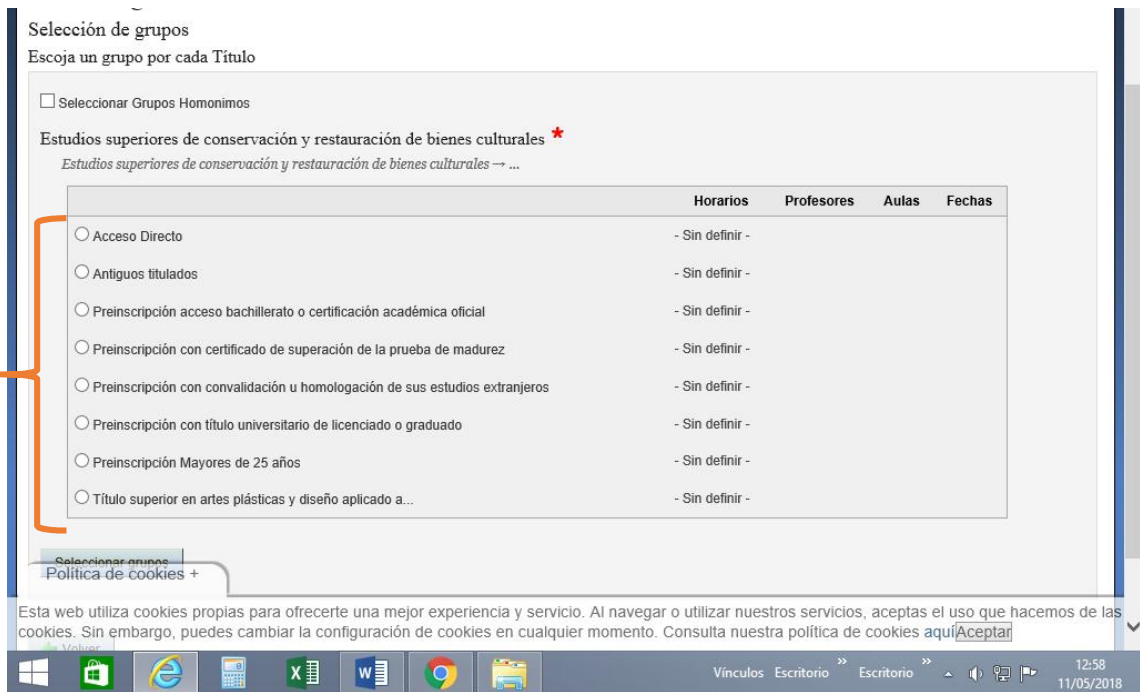 Selección de grupos
Escoja un grupo por cada Título
Seleccionar Grupos Homonimos
Estudios superiores de conservación y restauración de bienes culturales *
Estudios superiores de conservación y restauración de bienes culturales → ...
Horarios Profesores Aulas Fechas
Acceso Directo - Sin definir -
Antiguos titulados - Sin definir -
Preinscripción acceso bachillerato o certificación académica oficial - Sin definir -
Preinscripción con certificado de superación de la prueba de madurez - Sin definir -
Preinscripción con convalidación u homologación de sus estudios extranjeros - Sin definir -
Preinscripción con título universitario de licenciado o graduado - Sin definir -
Preinscripción Mayores de 25 años - Sin definir -
Título superior en artes plásticas y diseño aplicado a... - Sin definir -
Seleccionar grupos
Política de cookies +
Esta web utiliza cookies propias para ofrecerte una mejor experiencia y servicio. Al navegar o utilizar nuestros servicios, aceptas el uso que hacemos de las
cookies. Sin embargo, puedes cambiar la configuración de cookies en cualquier momento. Consulta nuestra política de cookies aquíAceptar
Volver
Vínculos Escritorio » Escritorio » 12:58
11/05/2018